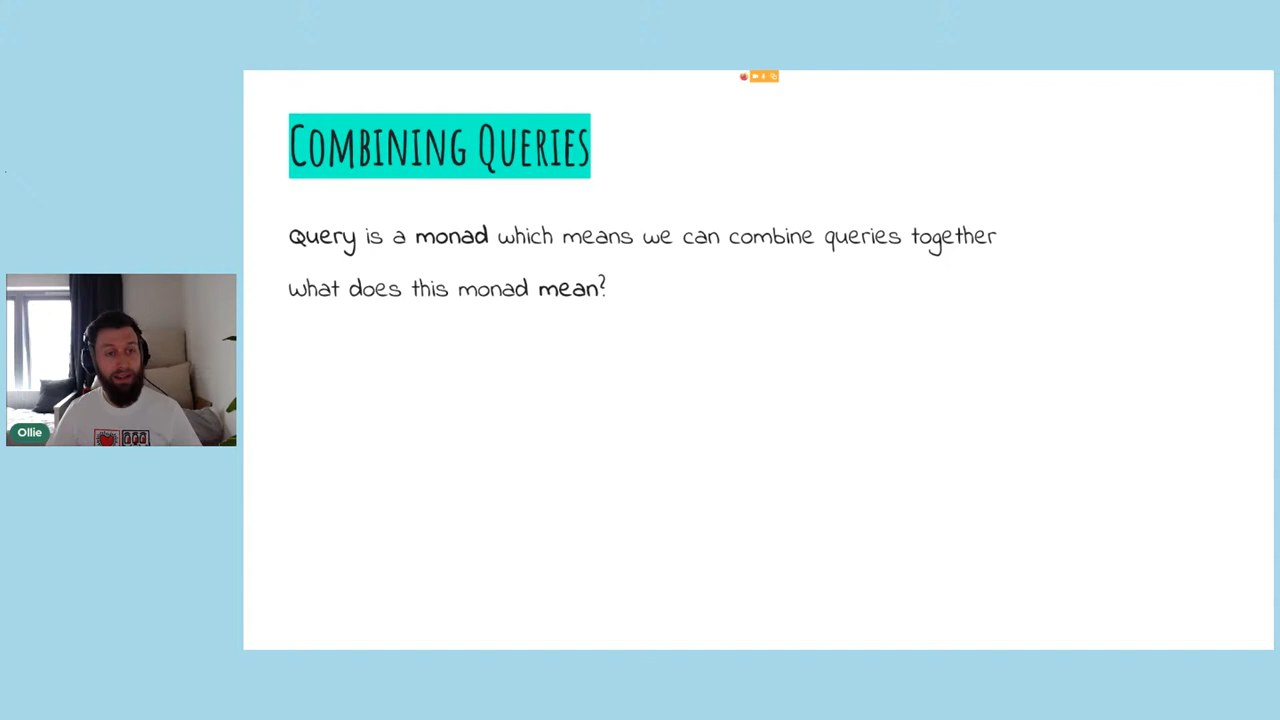 COMBINING QUERIES
Query is a monad which means we can combine queries together
what does this monad mean?
Ollie